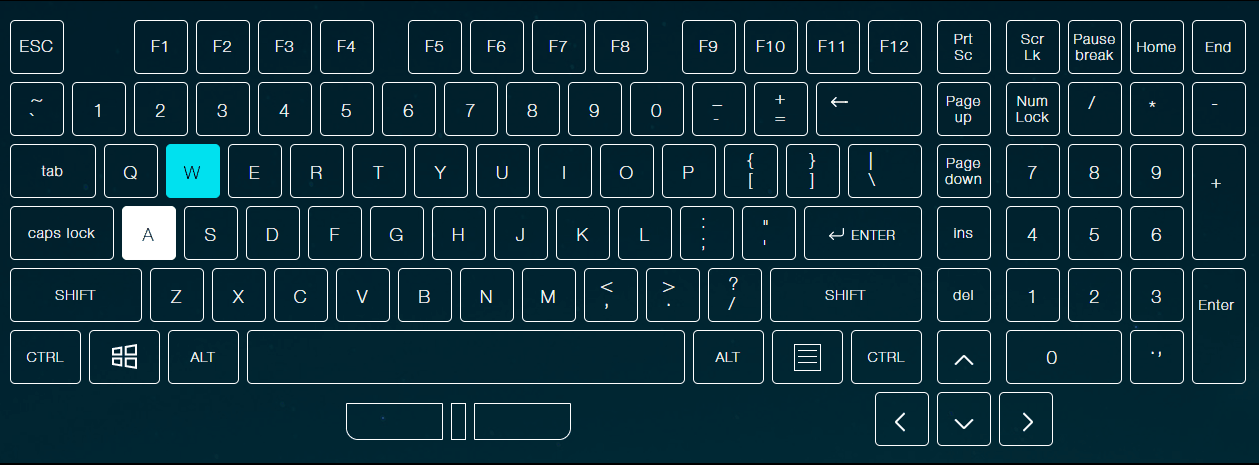 ESC F1 F2 F3 F4 F5 F6 F7 F8 F9 F10 F11 F12 Prt Sc Scr Lk Pause break Home End
~ ` 1 2 3 4 5 6 7 8 9 0 _ - + = ← Page up Num Lock / * -
tab Q W E R T Y U I O P { [ } ] | \ Page down 7 8 9 +
caps lock A S D F G H J K L : ; " ' ENTER ins 4 5 6
SHIFT Z X C V B N M < , > . ? / SHIFT del 1 2 3 Enter
CTRL ALT ALT CTRL 0 . ,